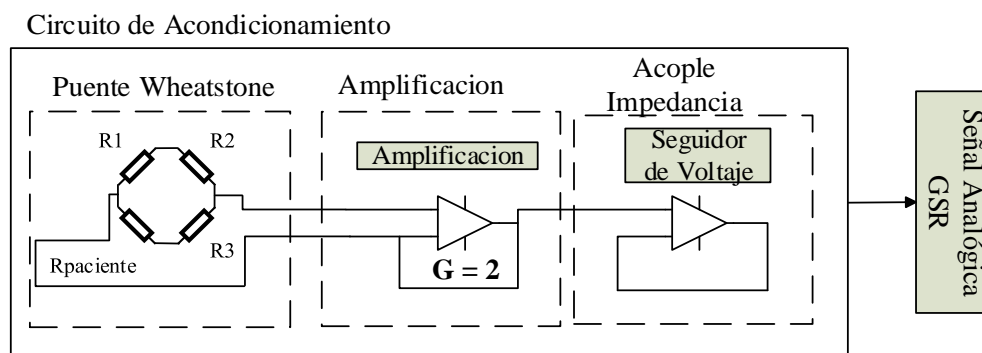 Circuito de Acondicionamiento
Puente Wheatstone
R1
R2
R3
Rpaciente
Amplificacion
Amplificacion
G = 2
Acople
Impedancia
Seguidor
de Voltaje
Señal Analógica
GSR